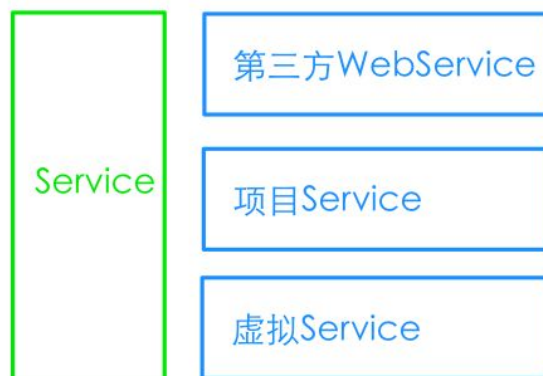 第三方WebService
Service
项目Service
虚拟Service